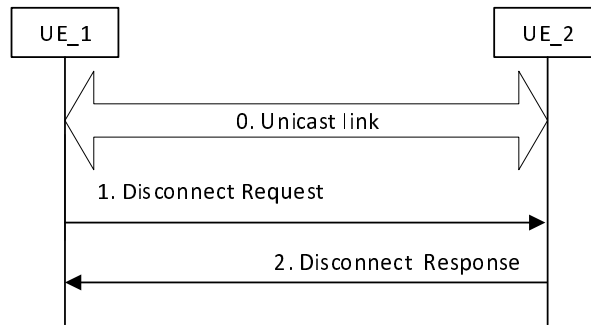 UE_1
UE_2
0. Unicast link
1. Disconnect Request
2. Disconnect Response